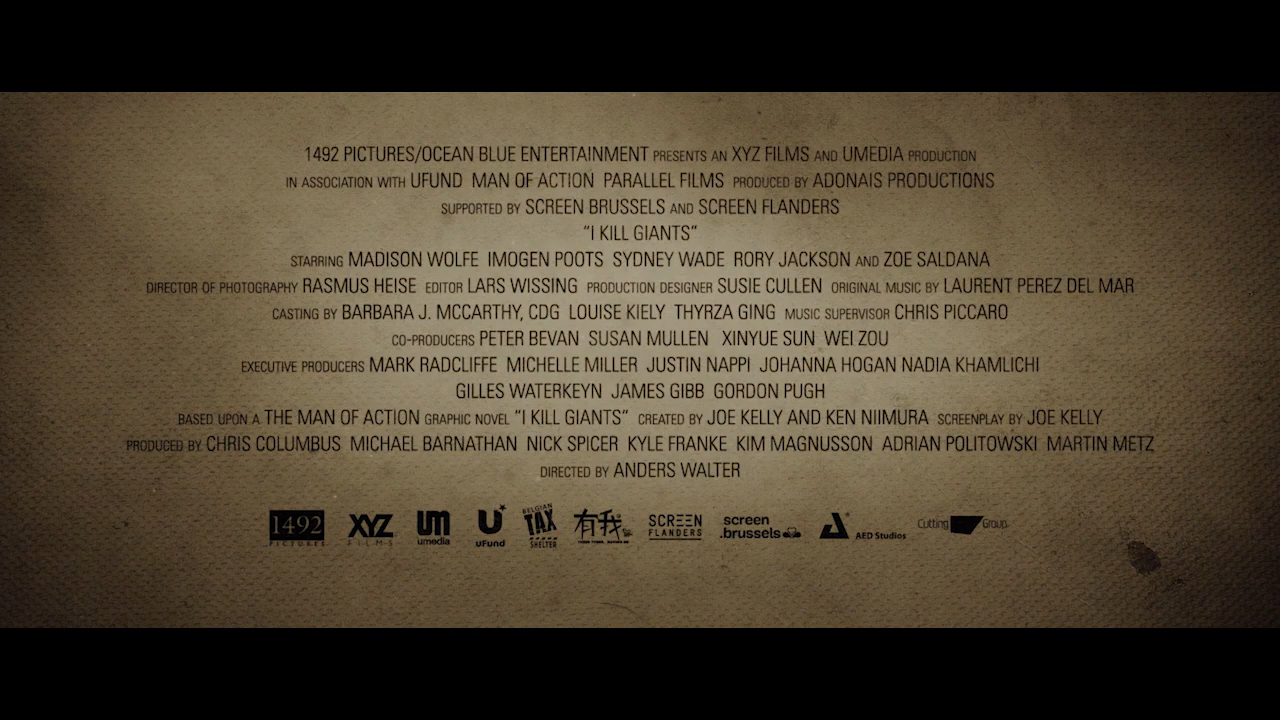 1492 PICTURES/OCEAN BLUE ENTERTAINMENT PRESENTS AN XYZ FILMS AND UMEDIA PRODUCTION
IN ASSOCIATION WITH UFUND MAN OF ACTION PARALLEL FILMS PRODUCED BY ADONAIS PRODUCTIONS
SUPPORTED BY SCREEN BRUSSELS AND SCREEN FLANDERS
“I KILL GIANTS”
STARRING MADISON WOLFE IMOGEN POOTS SYDNEY WADE RORY JACKSON AND ZOE SALDANA
DIRECTOR OF PHOTOGRAPHY RASMUS HEISE EDITOR LARS WISSING PRODUCTION DESIGNER SUSIE CULLEN ORIGINAL MUSIC BY LAURENT PEREZ DEL MAR
CASTING BY BARBARA J. MCCARTHY, CDG LOUISE KIELY THYRZA GING MUSIC SUPERVISOR CHRIS PICCARO
CO-PRODUCERS PETER BEVAN SUSAN MULLEN XINYUE SUN WEI ZOU
EXECUTIVE PRODUCERS MARK RADCLIFFE MICHELLE MILLER JUSTIN NAPPI JOHANNA HOGAN NADIA KHAMLICHI
GILLES WATERKEYN JAMES GIBB GORDON PUGH
BASED UPON A THE MAN OF ACTION GRAPHIC NOVEL “I KILL GIANTS” CREATED BY JOE KELLY AND KEN NIIMURA SCREENPLAY BY JOE KELLY
PRODUCED BY CHRIS COLUMBUS MICHAEL BARNATHAN NICK SPICER KYLE FRANKE KIM MAGNUSSON ADRIAN POLITOWSKI MARTIN METZ
DIRECTED BY ANDERS WALTER
1492 PICTURES XYZ FILMS um umedia U uFund BELGIAN TAX SHELTER 有我 SCREEN FLANDERS screen .brussels AED Studios Cutting Group